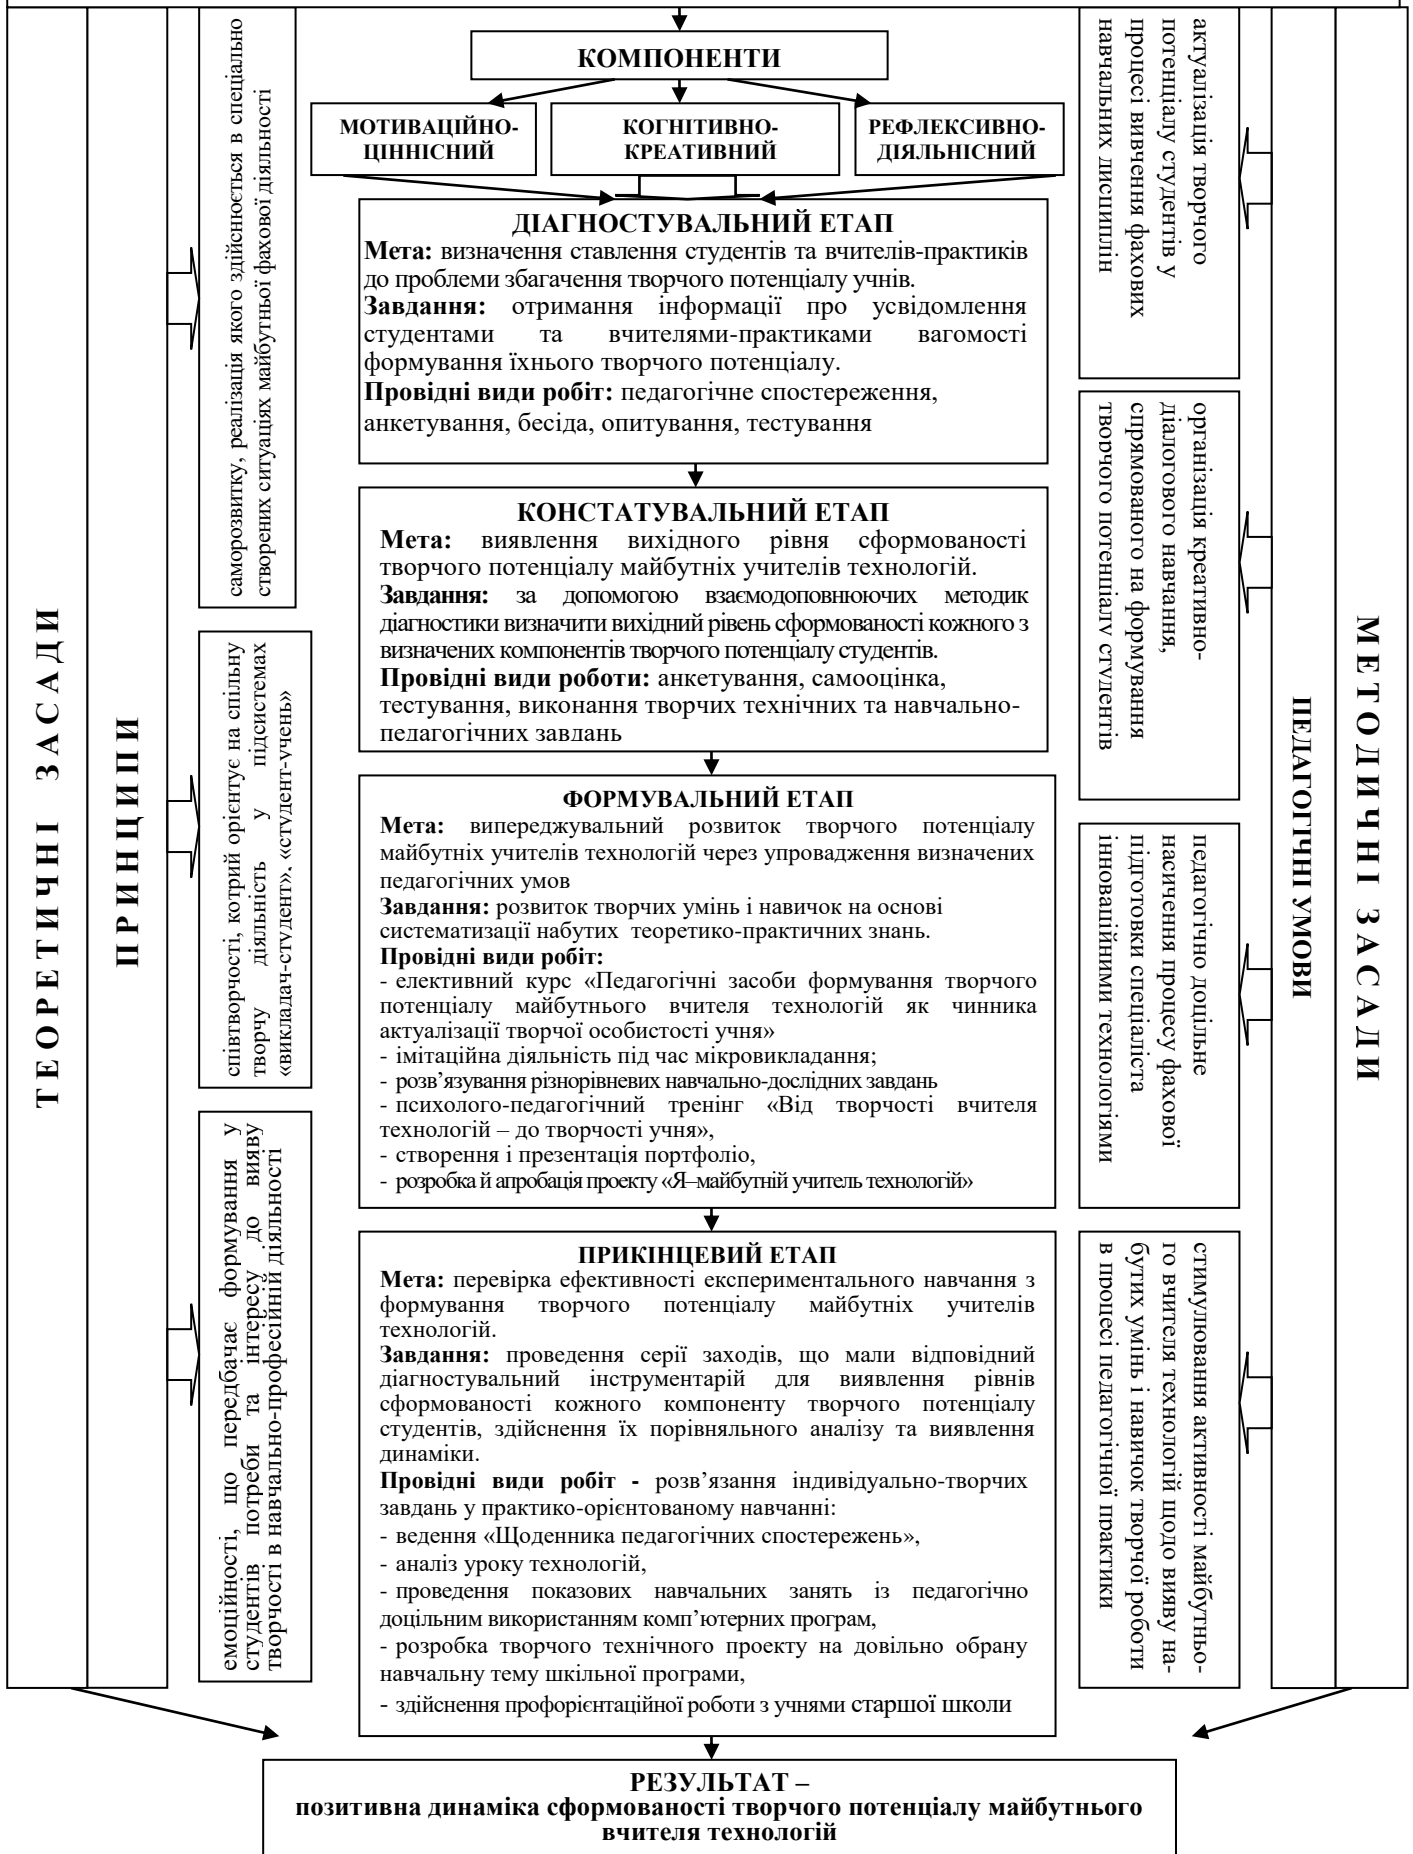 ТЕОРЕТИЧНІ ЗАСАДИ
ПРИНЦИПИ
саморозвитку, реалізація якого здійснюється в спеціально
створених ситуаціях майбутньої фахової діяльності
співтворчості, котрий орієнтує на спільну
творчу діяльність у підсистемах
«викладач-студент», «студент-учень»
емоційності, що передбачає формування у
студентів потреби та інтересу до вияву
творчості в навчально-професійній діяльності
КОМПОНЕНТИ
МОТИВАЦІЙНО-
ЦІННІСНИЙ
КОГНІТИВНО-
КРЕАТИВНИЙ
РЕФЛЕКСИВНО-
ДІЯЛЬНІСНИЙ
ДІАГНОСТУВАЛЬНИЙ ЕТАП
Мета: визначення ставлення студентів та вчителів-практиків
до проблеми збагачення творчого потенціалу учнів.
Завдання: отримання інформації про усвідомлення
студентами та вчителями-практиками вагомості
формування їхнього творчого потенціалу.
Провідні види робіт: педагогічне спостереження,
анкетування, бесіда, опитування, тестування
КОНСТАТУВАЛЬНИЙ ЕТАП
Мета: виявлення вихідного рівня сформованості
творчого потенціалу майбутніх учителів технологій.
Завдання: за допомогою взаємодоповнюючих методик
діагностики визначити вихідний рівень сформованості кожного з
визначених компонентів творчого потенціалу студентів.
Провідні види роботи: анкетування, самооцінка,
тестування, виконання творчих технічних та навчально-
педагогічних завдань
ФОРМУВАЛЬНИЙ ЕТАП
Мета: випереджувальний розвиток творчого потенціалу
майбутніх учителів технологій через упровадження визначених
педагогічних умов
Завдання: розвиток творчих умінь і навичок на основі
систематизації набутих теоретико-практичних знань.
Провідні види робіт:
- елективний курс «Педагогічні засоби формування творчого
потенціалу майбутнього вчителя технологій як чинника
актуалізації творчої особистості учня»
- імітаційна діяльність під час мікровикладання;
- розв’язування різнорівневих навчально-дослідних завдань
- психолого-педагогічний тренінг «Від творчості вчителя
технологій – до творчості учня»,
- створення і презентація портфоліо,
- розробка й апробація проекту «Я–майбутній учитель технологій»
ПРИКІНЦЕВИЙ ЕТАП
Мета: перевірка ефективності експериментального навчання з
формування творчого потенціалу майбутніх учителів
технологій.
Завдання: проведення серії заходів, що мали відповідний
діагностувальний інструментарій для виявлення рівнів
сформованості кожного компоненту творчого потенціалу
студентів, здійснення їх порівняльного аналізу та виявлення
динаміки.
Провідні види робіт - розв’язання індивідуально-творчих
завдань у практико-орієнтованому навчанні:
- ведення «Щоденника педагогічних спостережень»,
- аналіз уроку технологій,
- проведення показових навчальних занять із педагогічно
доцільним використанням комп’ютерних програм,
- розробка творчого технічного проекту на довільно обрану
навчальну тему шкільної програми,
- здійснення профорієнтаційної роботи з учнями старшої школи
актуалізація творчого
потенціалу студентів у
процесі вивчення фахових
навчальних дисциплін
організація креативно-
діалогового навчання,
спрямованого на формування
творчого потенціалу студентів
педагогічно доцільне
насичення процесу фахової
підготовки спеціаліста
інноваційними технологіями
стимулювання активності майбутньо-
го вчителя технологій щодо вияву на-
бутих умінь і навичок творчої роботи
в процесі педагогічної практики
ПЕДАГОГІЧНІ УМОВИ
МЕТОДИЧНІ ЗАСАДИ
РЕЗУЛЬТАТ –
позитивна динаміка сформованості творчого потенціалу майбутнього
вчителя технологій